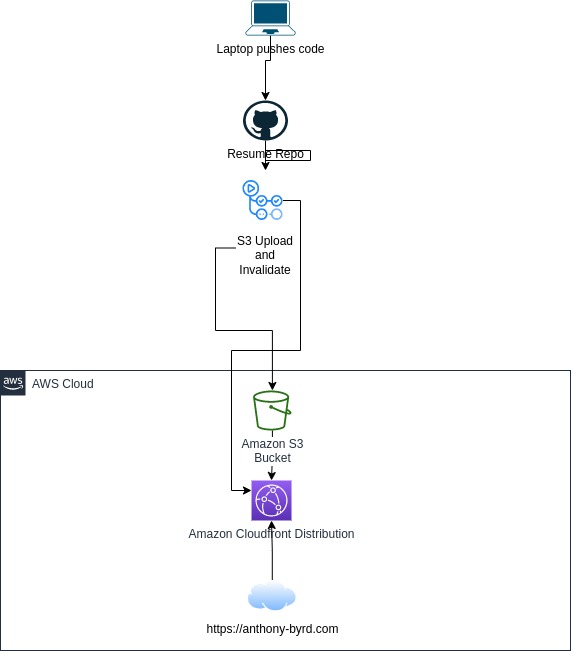 Laptop pushes code
Resume Repo
S3 Upload
and
Invalidate
aws
AWS Cloud
Amazon S3
Bucket
Amazon Cloudfront Distribution
https://anthony-byrd.com